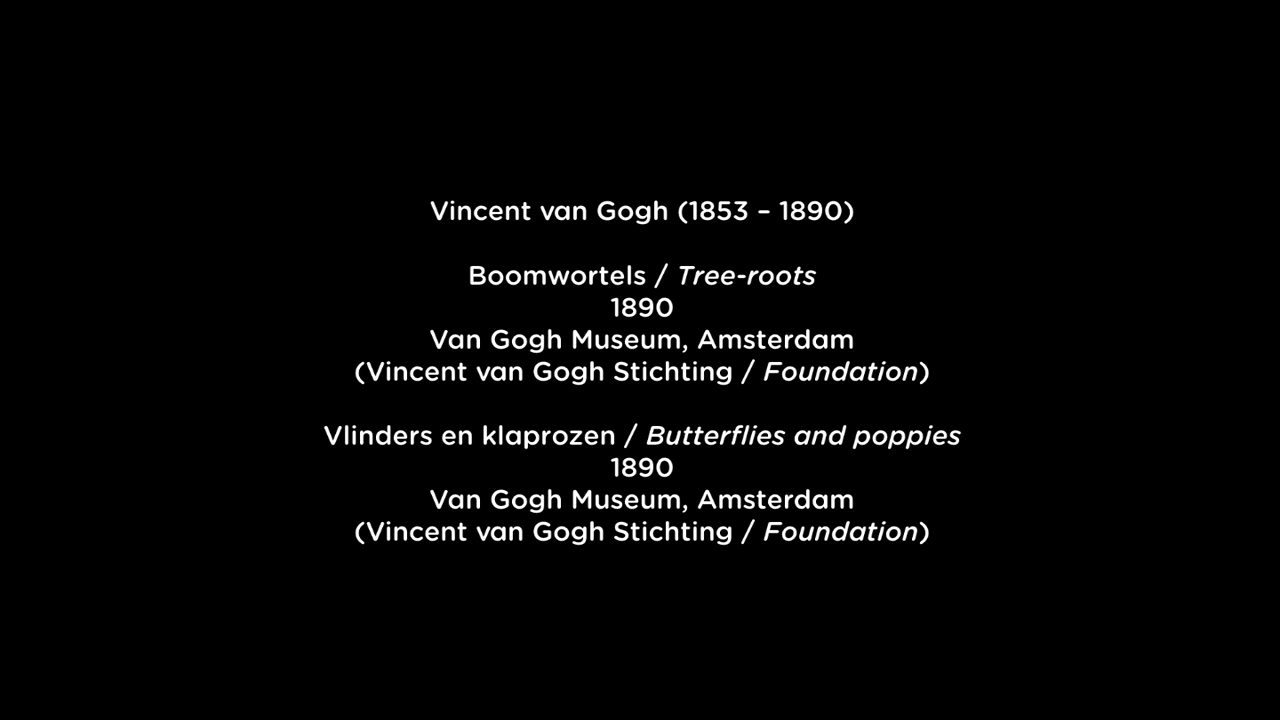 Vincent van Gogh (1853 – 1890)
Boomwortels / Tree-roots
1890
Van Gogh Museum, Amsterdam
(Vincent van Gogh Stichting / Foundation)
Vlinders en klaprozen / Butterflies and poppies
1890
Van Gogh Museum, Amsterdam
(Vincent van Gogh Stichting / Foundation)